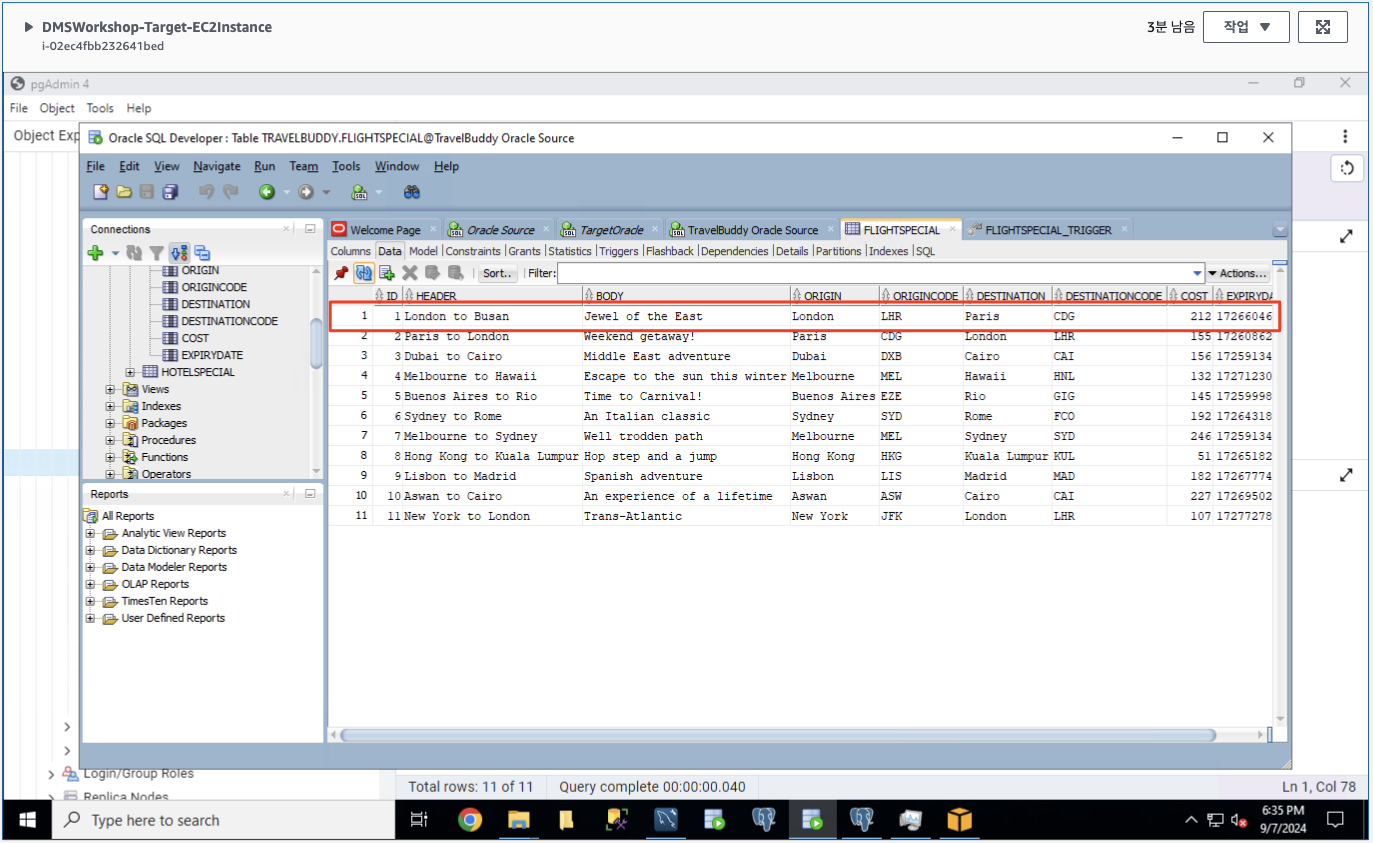 DMSWorkshop-Target-EC2Instance
i-02ec4fbb232641bed
3분 남음
작업
pgAdmin 4
File Object Tools Help
Object Exp
Oracle SQL Developer : Table TRAVELBUDDY.FLIGHTSPECIAL@TravelBuddy Oracle Source
File Edit View Navigate Run Team Tools Window Help
Connections
ORIGIN
ORIGINCODE
DESTINATION
DESTINATIONCODE
COST
EXPIRYDATE
HOTELSPECIAL
Views
Indexes
Packages
Procedures
Functions
Operators
Reports
All Reports
Analytic View Reports
Data Dictionary Reports
Data Modeler Reports
OLAP Reports
TimesTen Reports
User Defined Reports
Welcome Page Oracle Source TargetOracle TravelBuddy Oracle Source FLIGHTSPECIAL FLIGHTSPECIAL_TRIGGER
Columns Data Model Constraints Grants Statistics Triggers Flashback Dependencies Details Partitions Indexes SQL
Sort.. Filter: Actions...
ID HEADER BODY ORIGIN ORIGINCODE DESTINATION DESTINATIONCODE COST EXPIRYDA
1 1 London to Busan Jewel of the East London LHR Paris CDG 212 17266046
2 2 Paris to London Weekend getaway! Paris CDG London LHR 155 17260862
3 3 Dubai to Cairo Middle East adventure Dubai DXB Cairo CAI 156 17259134
4 4 Melbourne to Hawaii Escape to the sun this winter Melbourne MEL Hawaii HNL 132 17271230
5 5 Buenos Aires to Rio Time to Carnival! Buenos Aires EZE Rio GIG 145 17259998
6 6 Sydney to Rome An Italian classic Sydney SYD Rome FCO 192 17264318
7 7 Melbourne to Sydney Well trodden path Melbourne MEL Sydney SYD 246 17259134
8 8 Hong Kong to Kuala Lumpur Hop step and a jump Hong Kong HKG Kuala Lumpur KUL 51 17265182
9 9 Lisbon to Madrid Spanish adventure Lisbon LIS Madrid MAD 182 17267774
10 10 Aswan to Cairo An experience of a lifetime Aswan ASW Cairo CAI 227 17269502
11 11 New York to London Trans-Atlantic New York JFK London LHR 107 17277278
Login/Group Roles
Replica Nodes
Total rows: 11 of 11 Query complete 00:00:00.040 Ln 1, Col 78
Type here to search
6:35 PM
9/7/2024